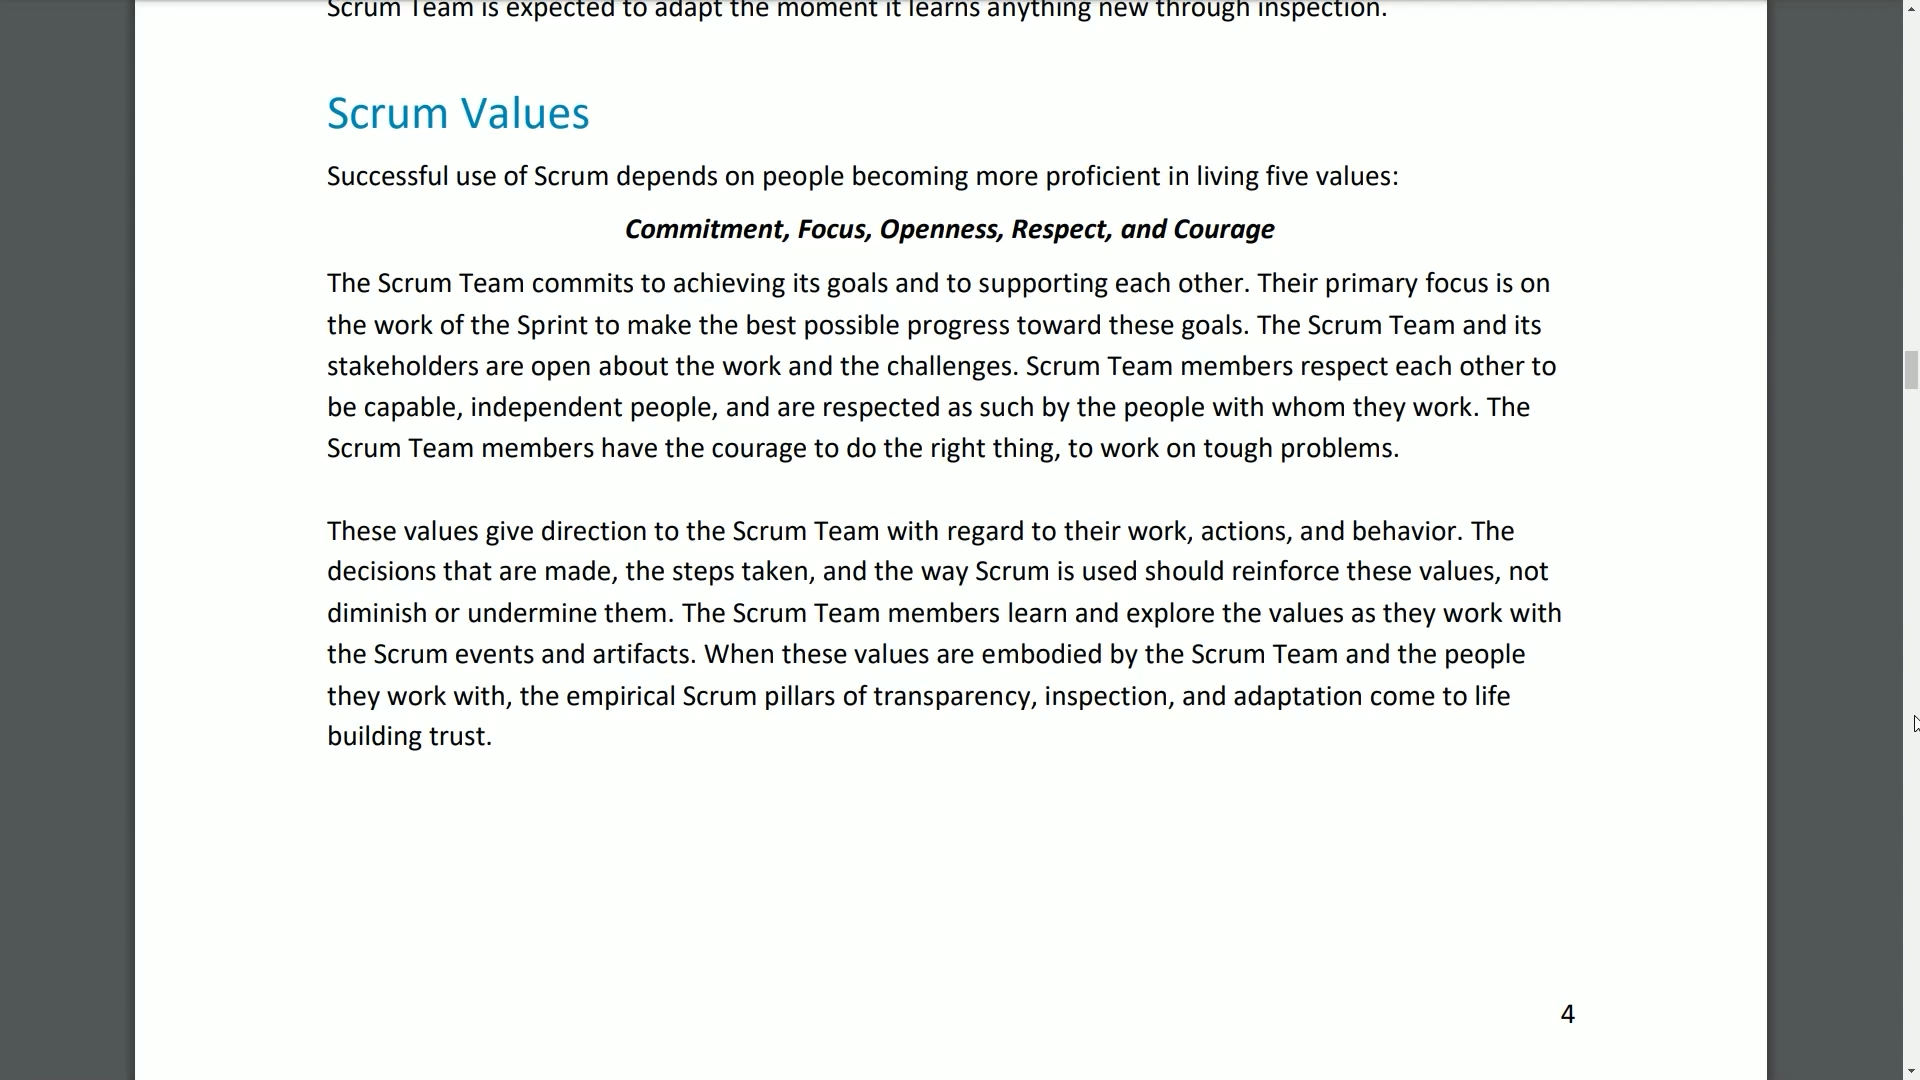 Scrum Team is expected to adapt the moment it learns anything new through inspection.
Scrum Values
Successful use of Scrum depends on people becoming more proficient in living five values:
Commitment, Focus, Openness, Respect, and Courage
The Scrum Team commits to achieving its goals and to supporting each other. Their primary focus is on
the work of the Sprint to make the best possible progress toward these goals. The Scrum Team and its
stakeholders are open about the work and the challenges. Scrum Team members respect each other to
be capable, independent people, and are respected as such by the people with whom they work. The
Scrum Team members have the courage to do the right thing, to work on tough problems.
These values give direction to the Scrum Team with regard to their work, actions, and behavior. The
decisions that are made, the steps taken, and the way Scrum is used should reinforce these values, not
diminish or undermine them. The Scrum Team members learn and explore the values as they work with
the Scrum events and artifacts. When these values are embodied by the Scrum Team and the people
they work with, the empirical Scrum pillars of transparency, inspection, and adaptation come to life
building trust.
4